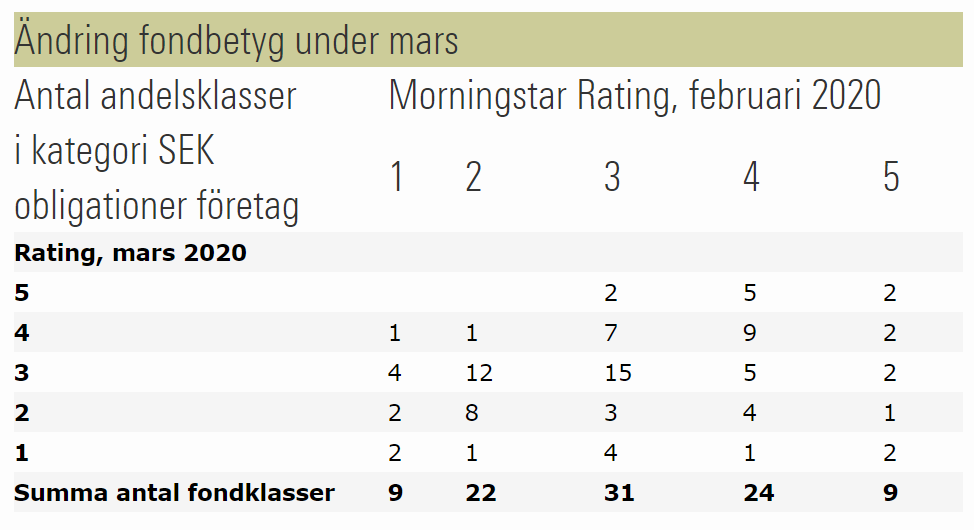 Ändring fondbetyg under mars
Antal andelsklasser Morningstar Rating, februari 2020
i kategori SEK
obligationer företag 1 2 3 4 5
Rating, mars 2020
5 2 5 2
4 1 1 7 9 2
3 4 12 15 5 2
2 2 8 3 4 1
1 2 1 4 1 2
Summa antal fondklasser 9 22 31 24 9